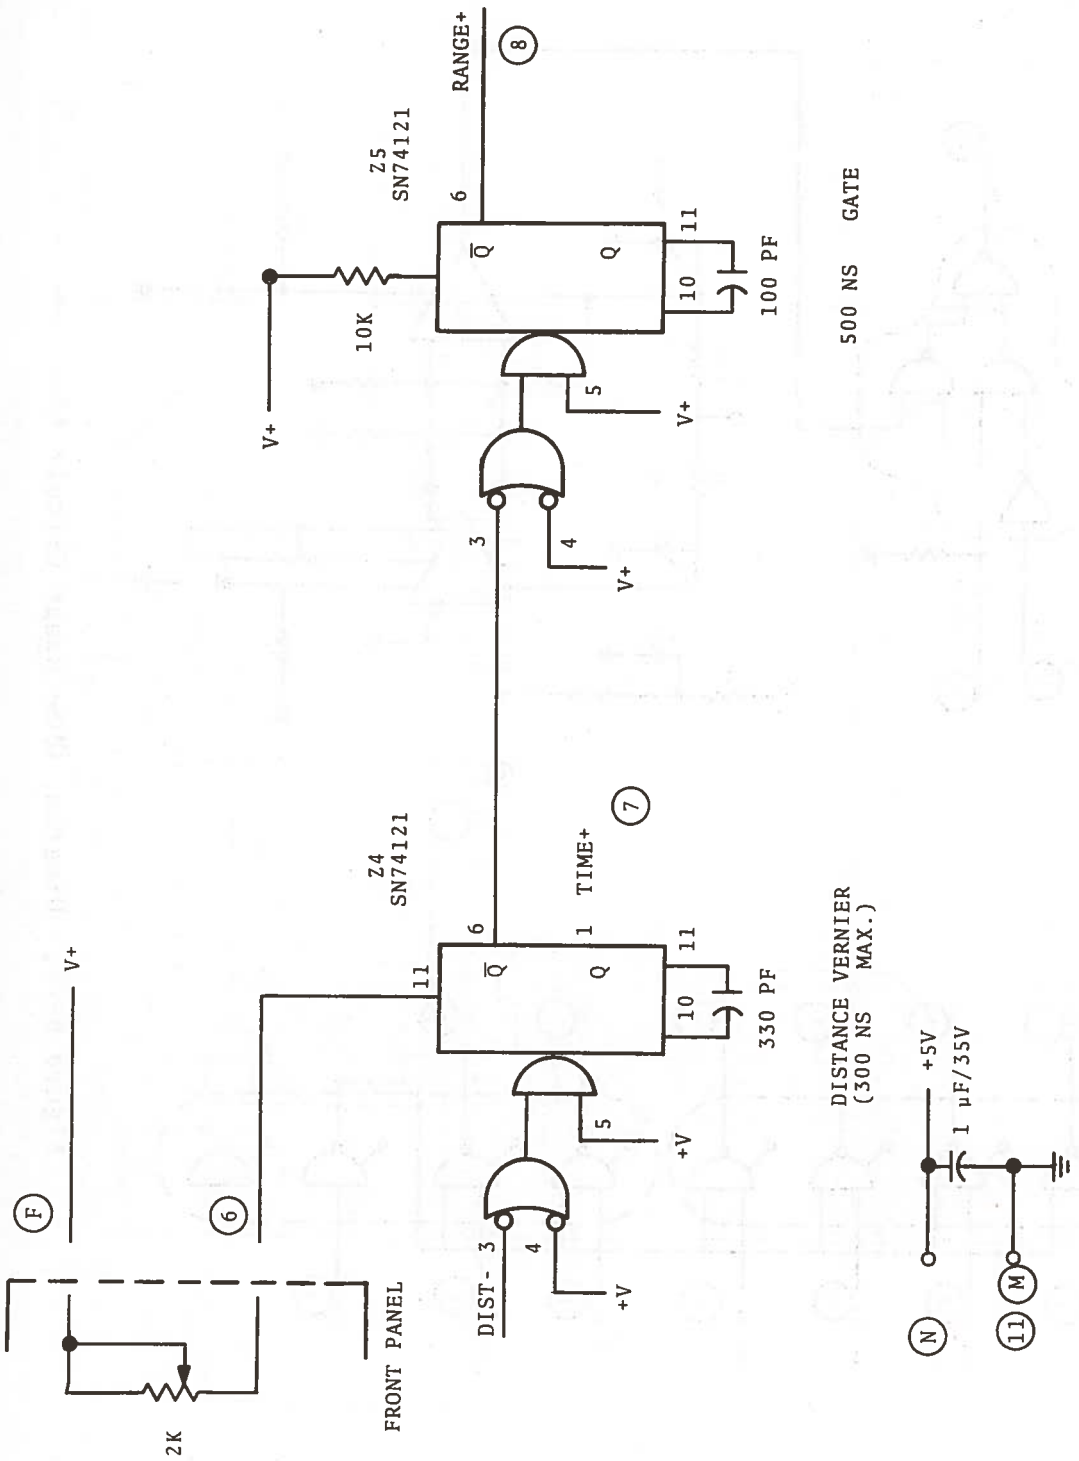 F
V+
2K
6
FRONT PANEL
DIST-
3
4
+V
5
+V
Z4
SN74121
11
6
Q
Q
1
TIME+
7
10
11
330 PF
DISTANCE VERNIER
(300 NS MAX.)
V+
10K
3
4
V+
5
V+
Z5
SN74121
6
RANGE+
8
Q
Q
10
11
100 PF
500 NS GATE
N
+5V
1 µF/35V
11
M